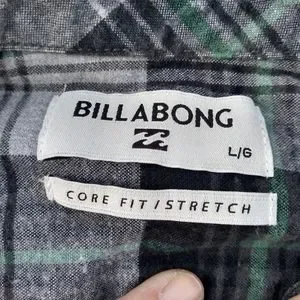 BILLABONG
L/G
CORE FIT / STRETCH